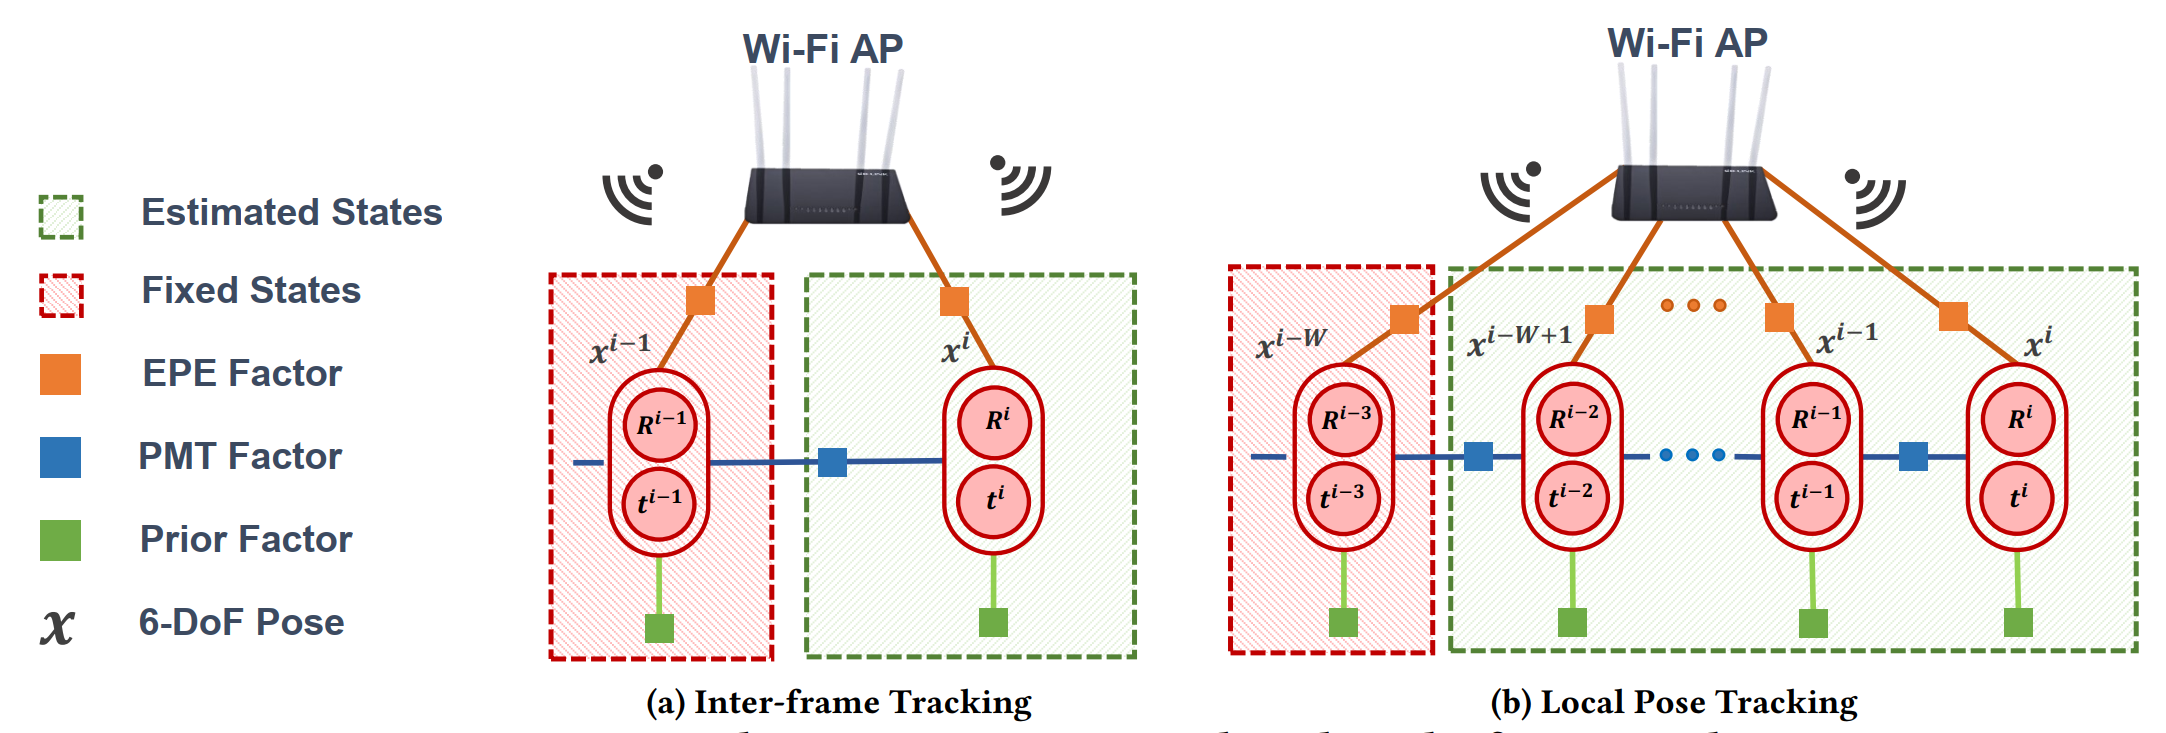 Wi-Fi AP
Wi-Fi AP
Estimated States
Fixed States
EPE Factor
PMT Factor
Prior Factor
x 6-DoF Pose
x^{i-1}
x^i
R^{i-1}
t^{i-1}
R^i
t^i
(a) Inter-frame Tracking
x^{i-W}
x^{i-W+1}
x^{i-1}
x^i
R^{i-3}
R^{i-2}
R^{i-1}
R^i
t^{i-3}
t^{i-2}
t^{i-1}
t^i
(b) Local Pose Tracking